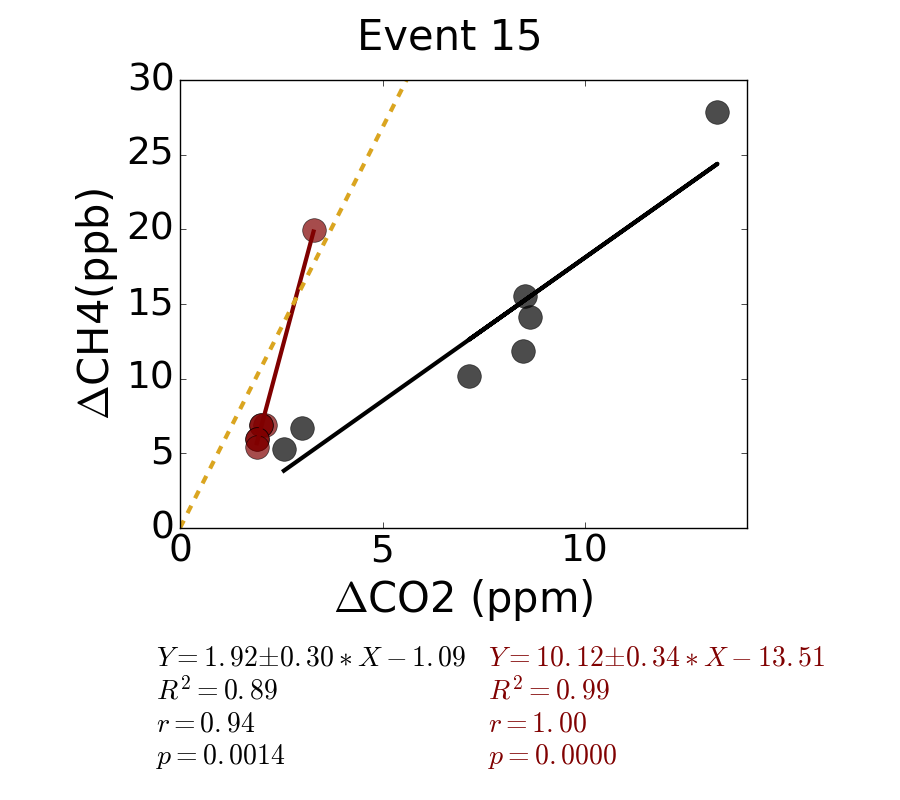 Event 15
30
25
20
15
10
5
0
ΔCH4(ppb)
0 5 10
ΔCO2 (ppm)
Y=1.92±0.30∗X−1.09
R²=0.89
r=0.94
p=0.0014
Y=10.12±0.34∗X−13.51
R²=0.99
r=1.00
p=0.0000